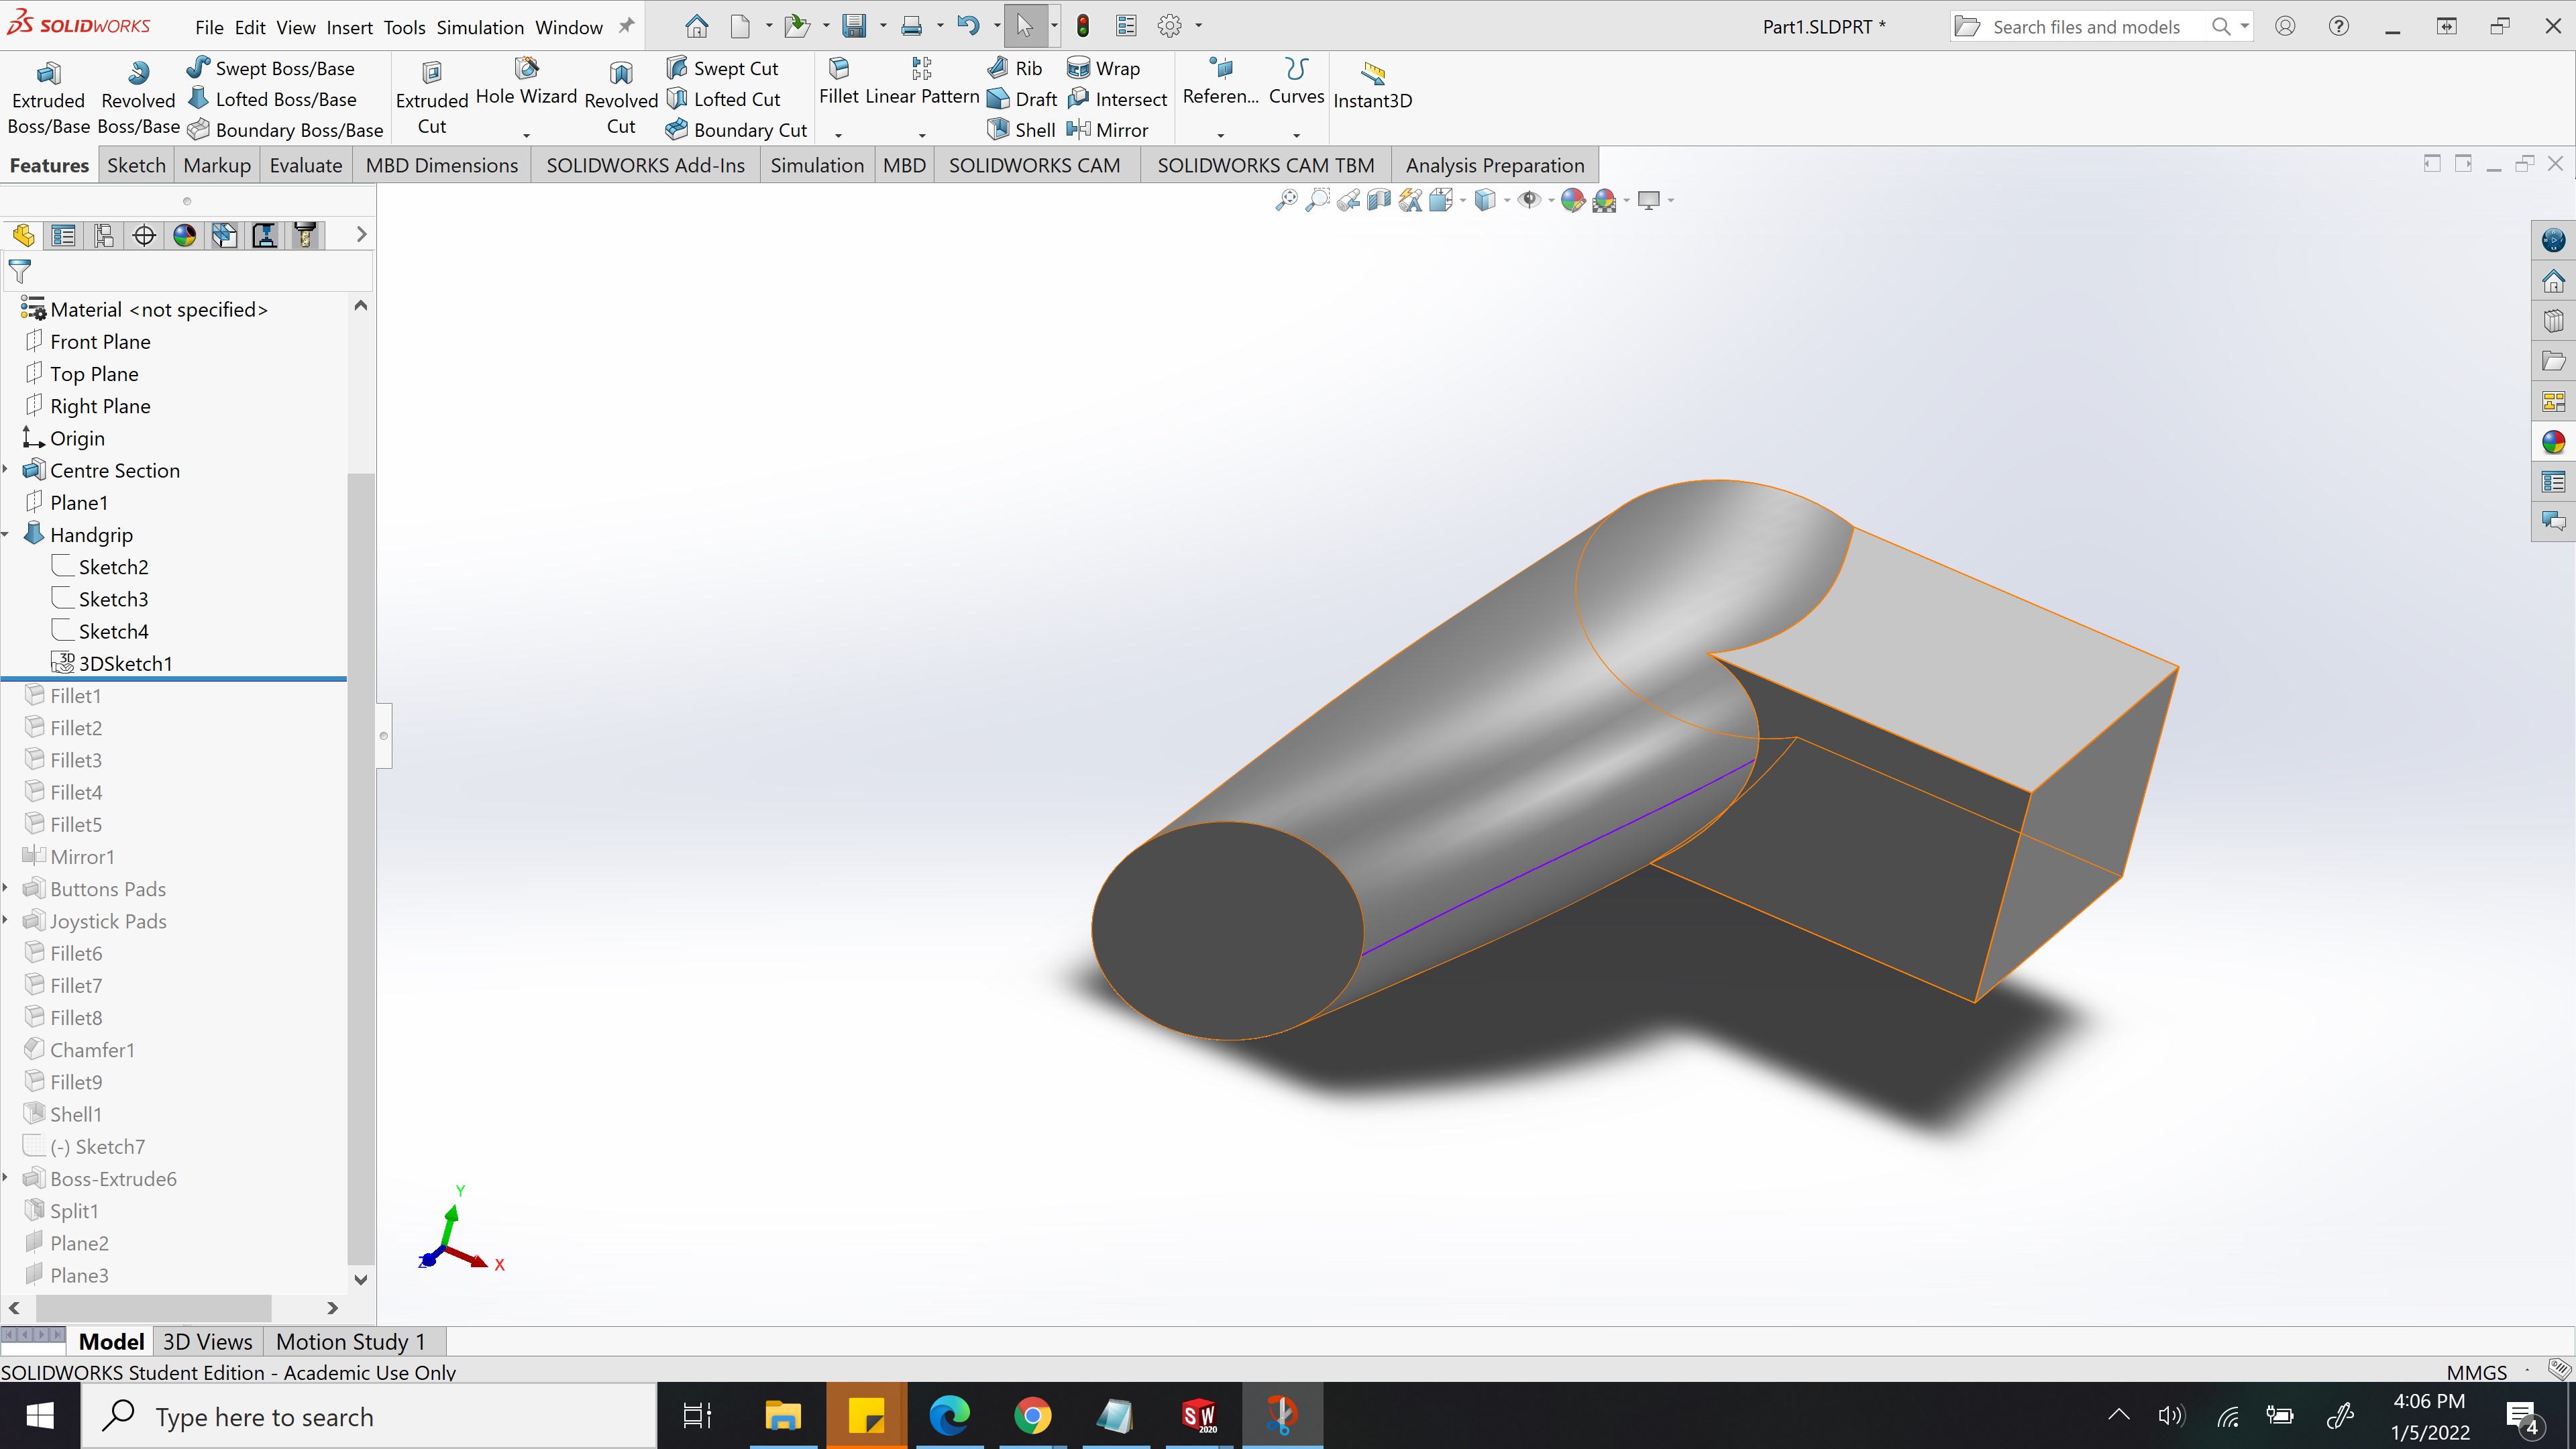 SOLIDWORKS File Edit View Insert Tools Simulation Window Part1.SLDPRT * Search files and models
Extruded Boss/Base
Revolved Boss/Base
Swept Boss/Base
Lofted Boss/Base
Boundary Boss/Base
Extruded Cut
Hole Wizard
Revolved Cut
Swept Cut
Lofted Cut
Boundary Cut
Fillet
Linear Pattern
Rib
Draft
Shell
Wrap
Intersect
Mirror
Referen...
Curves
Instant3D
Features Sketch Markup Evaluate MBD Dimensions SOLIDWORKS Add-Ins Simulation MBD SOLIDWORKS CAM SOLIDWORKS CAM TBM Analysis Preparation
Material <not specified>
Front Plane
Top Plane
Right Plane
Origin
Centre Section
Plane1
Handgrip
Sketch2
Sketch3
Sketch4
3D 3DSketch1
Fillet1
Fillet2
Fillet3
Fillet4
Fillet5
Mirror1
Buttons Pads
Joystick Pads
Fillet6
Fillet7
Fillet8
Chamfer1
Fillet9
Shell1
(-) Sketch7
Boss-Extrude6
Split1
Plane2
Plane3
Y
Z
X
Model 3D Views Motion Study 1
SOLIDWORKS Student Edition - Academic Use Only MMGS
Type here to search
SW
2020
4:06 PM
1/5/2022
4